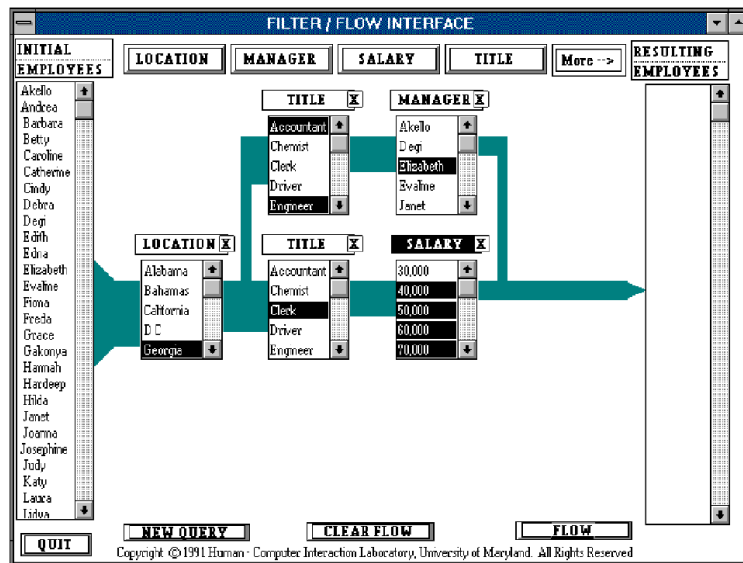 FILTER / FLOW INTERFACE
INITIAL
EMPLOYEES
LOCATION
MANAGER
SALARY
TITLE
More -->
RESULTING
EMPLOYEES
Akello
Andrea
Barbara
Betty
Caroline
Catherine
Cindy
Debra
Degi
Edith
Edna
Elizabeth
Evaline
Fiona
Freda
Grace
Gakonya
Hannah
Hardeep
Hilda
Janet
Joanna
Josephine
Judy
Katy
Laura
Lidya
TITLE X
Accountant
Chemist
Clerk
Driver
Engineer
MANAGER X
Akello
Degi
Elizabeth
Evaline
Janet
LOCATION X
Alabama
Bahamas
California
D C
Georgia
TITLE X
Accountant
Chemist
Clerk
Driver
Engineer
SALARY X
30,000
40,000
50,000
60,000
70,000
NEW QUERY
CLEAR FLOW
FLOW
QUIT
Copyright © 1991 Human - Computer Interaction Laboratory, University of Maryland. All Rights Reserved